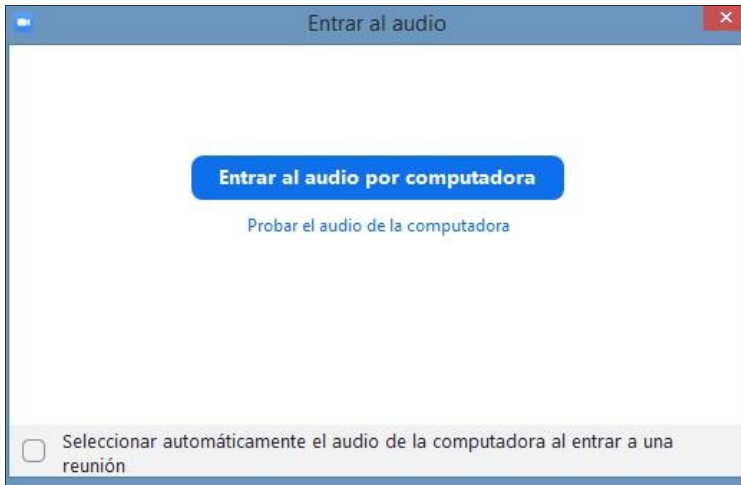 Entrar al audio
Entrar al audio por computadora
Probar el audio de la computadora
Seleccionar automáticamente el audio de la computadora al entrar a una
reunión